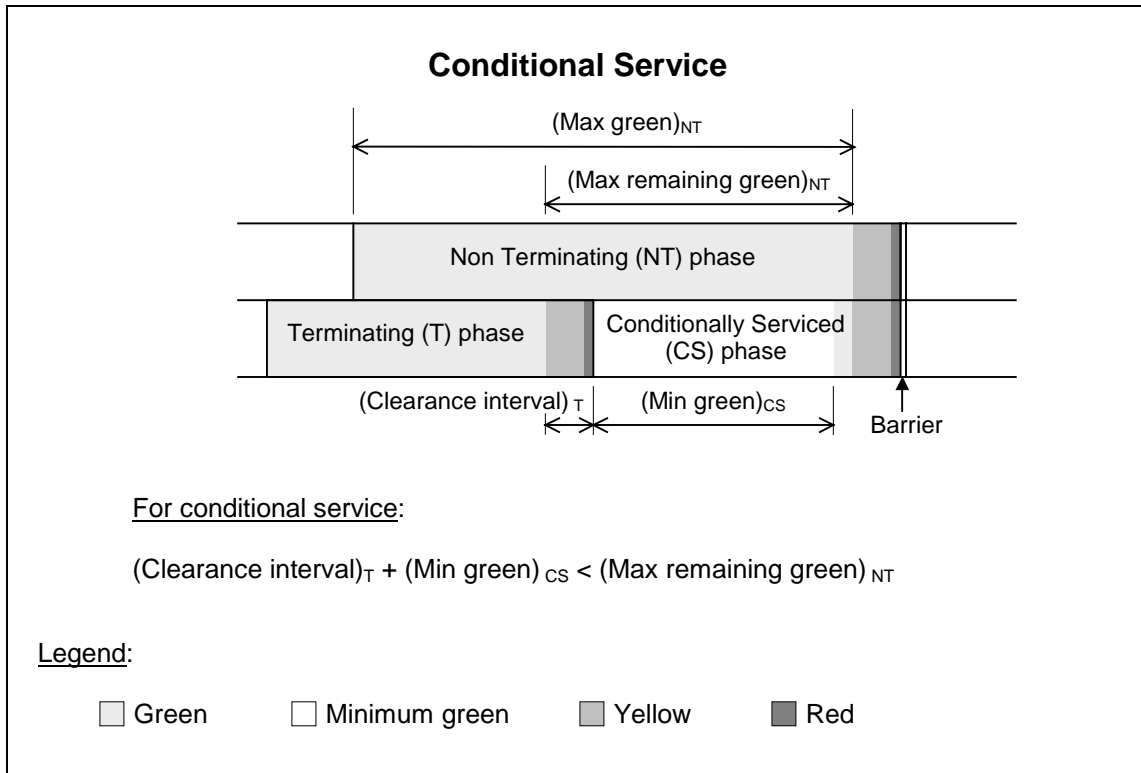 Conditional Service
(Max green)NT
(Max remaining green)NT
Non Terminating (NT) phase
Terminating (T) phase
Conditionally Serviced
(CS) phase
(Clearance interval) T
(Min green)CS
Barrier
For conditional service:
(Clearance interval)T + (Min green) CS < (Max remaining green) NT
Legend:
Green
Minimum green
Yellow
Red